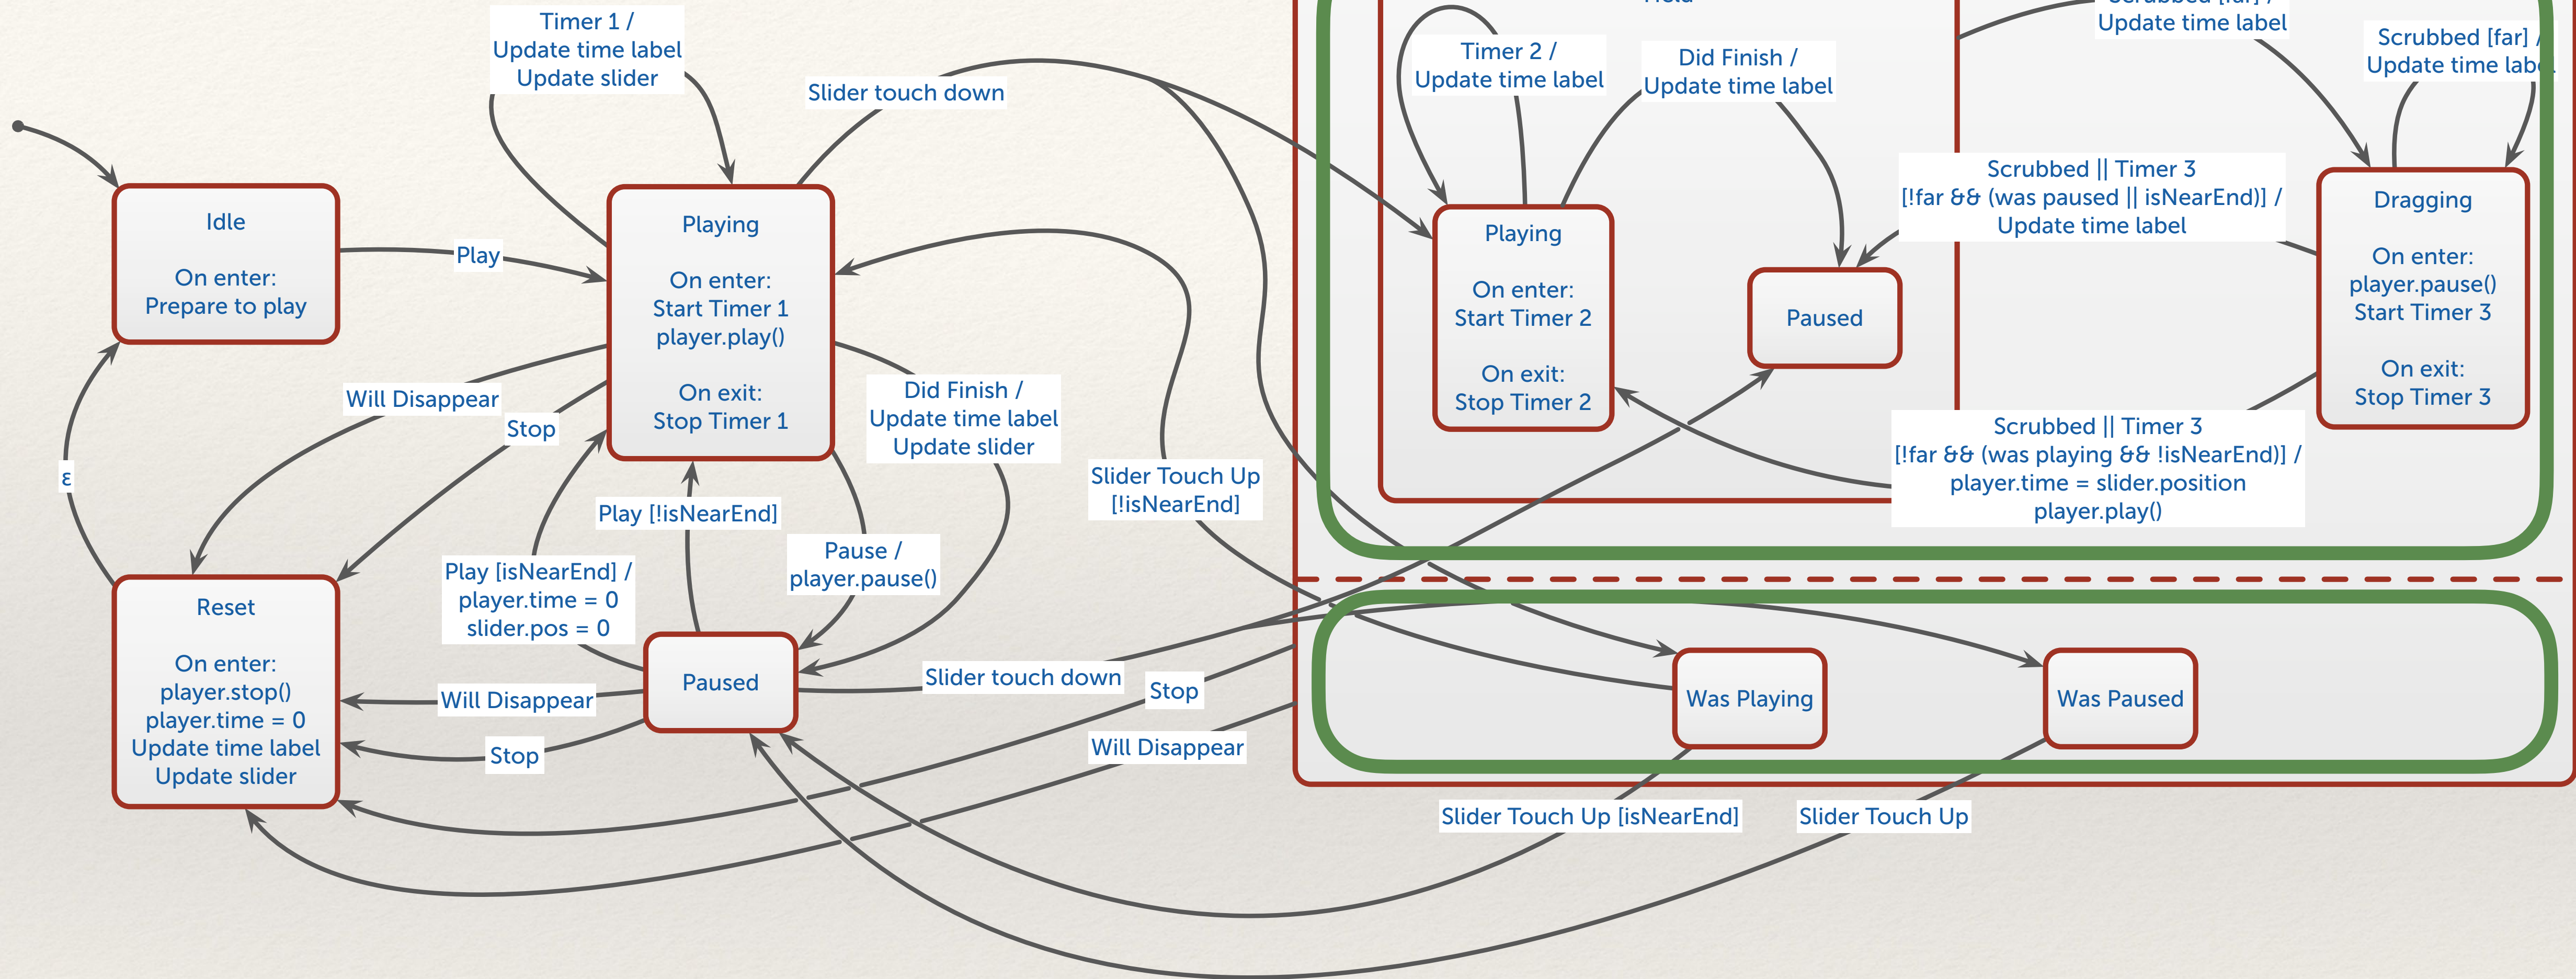 Timer 1 /
Update time label
Update slider
Slider touch down
Idle
On enter:
Prepare to play
Play
Playing
On enter:
Start Timer 1
player.play()
On exit:
Stop Timer 1
Will Disappear
Stop
ε
Did Finish /
Update time label
Update slider
Play [!isNearEnd]
Pause /
player.pause()
Play [isNearEnd] /
player.time = 0
slider.pos = 0
Reset
On enter:
player.stop()
player.time = 0
Update time label
Update slider
Paused
Will Disappear
Stop
Slider touch down
Stop
Will Disappear
Slider Touch Up
[!isNearEnd]
Timer 2 /
Update time label
Did Finish /
Update time label
Playing
On enter:
Start Timer 2
On exit:
Stop Timer 2
Paused
Scrubbed [far] /
Update time label
Scrubbed [far] /
Update time label
Scrubbed || Timer 3
[!far && (was paused || isNearEnd)] /
Update time label
Dragging
On enter:
player.pause()
Start Timer 3
On exit:
Stop Timer 3
Scrubbed || Timer 3
[!far && (was playing && !isNearEnd)] /
player.time = slider.position
player.play()
Was Playing
Was Paused
Slider Touch Up [isNearEnd]
Slider Touch Up